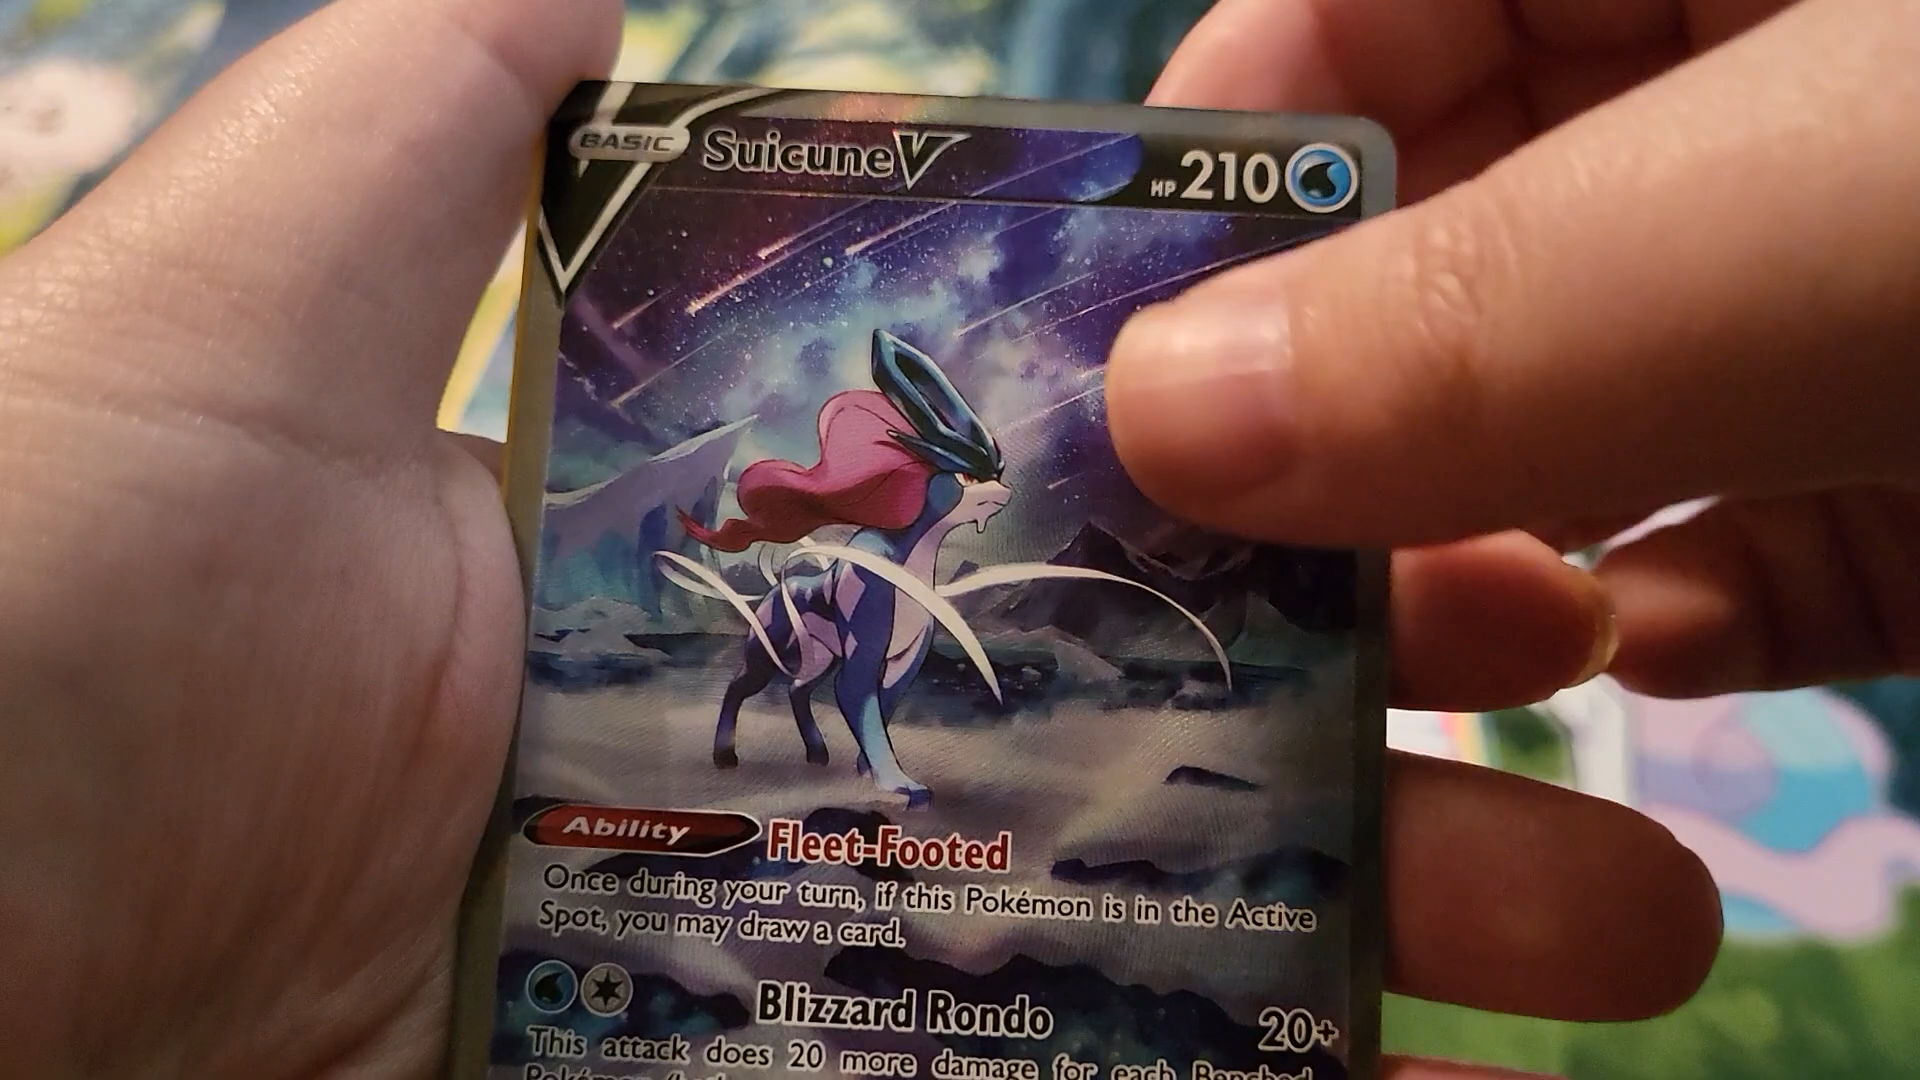 BASIC Suicune V HP 210
Ability Fleet-Footed
Once during your turn, if this Pokémon is in the Active
Spot, you may draw a card.
Blizzard Rondo 20+
This attack does 20 more damage for each Benched
Pokémon